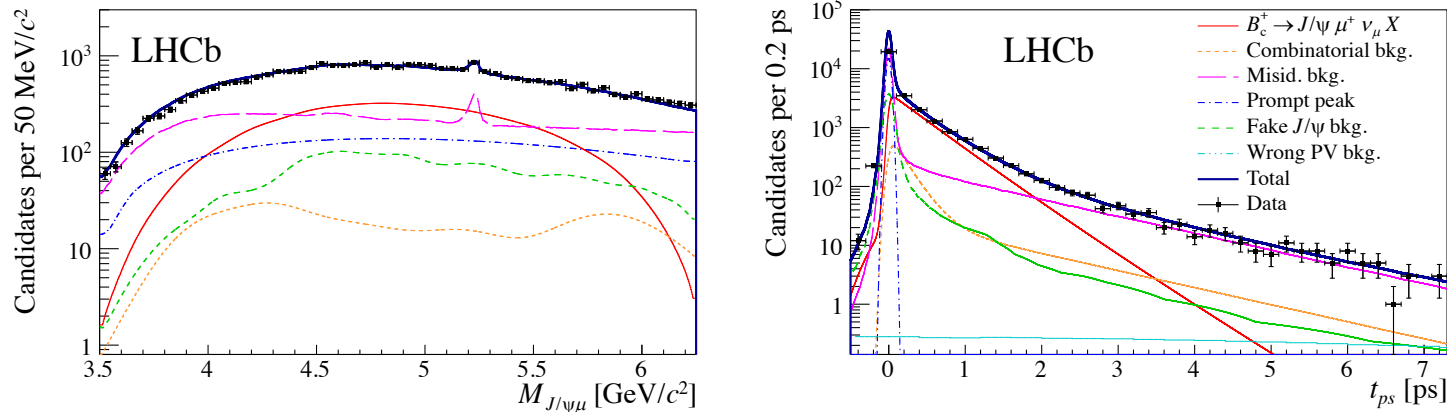 LHCb
Candidates per 50 MeV/c²
10³
10²
10
1
3.5 4 4.5 5 5.5 6
M_{J/ψμ} [GeV/c²]
LHCb
Candidates per 0.2 ps
10⁵
10⁴
10³
10²
10
1
0 1 2 3 4 5 6 7
t_{ps} [ps]
B_c⁺ → J/ψ μ⁺ ν_μ X
Combinatorial bkg.
Misid. bkg.
Prompt peak
Fake J/ψ bkg.
Wrong PV bkg.
Total
Data